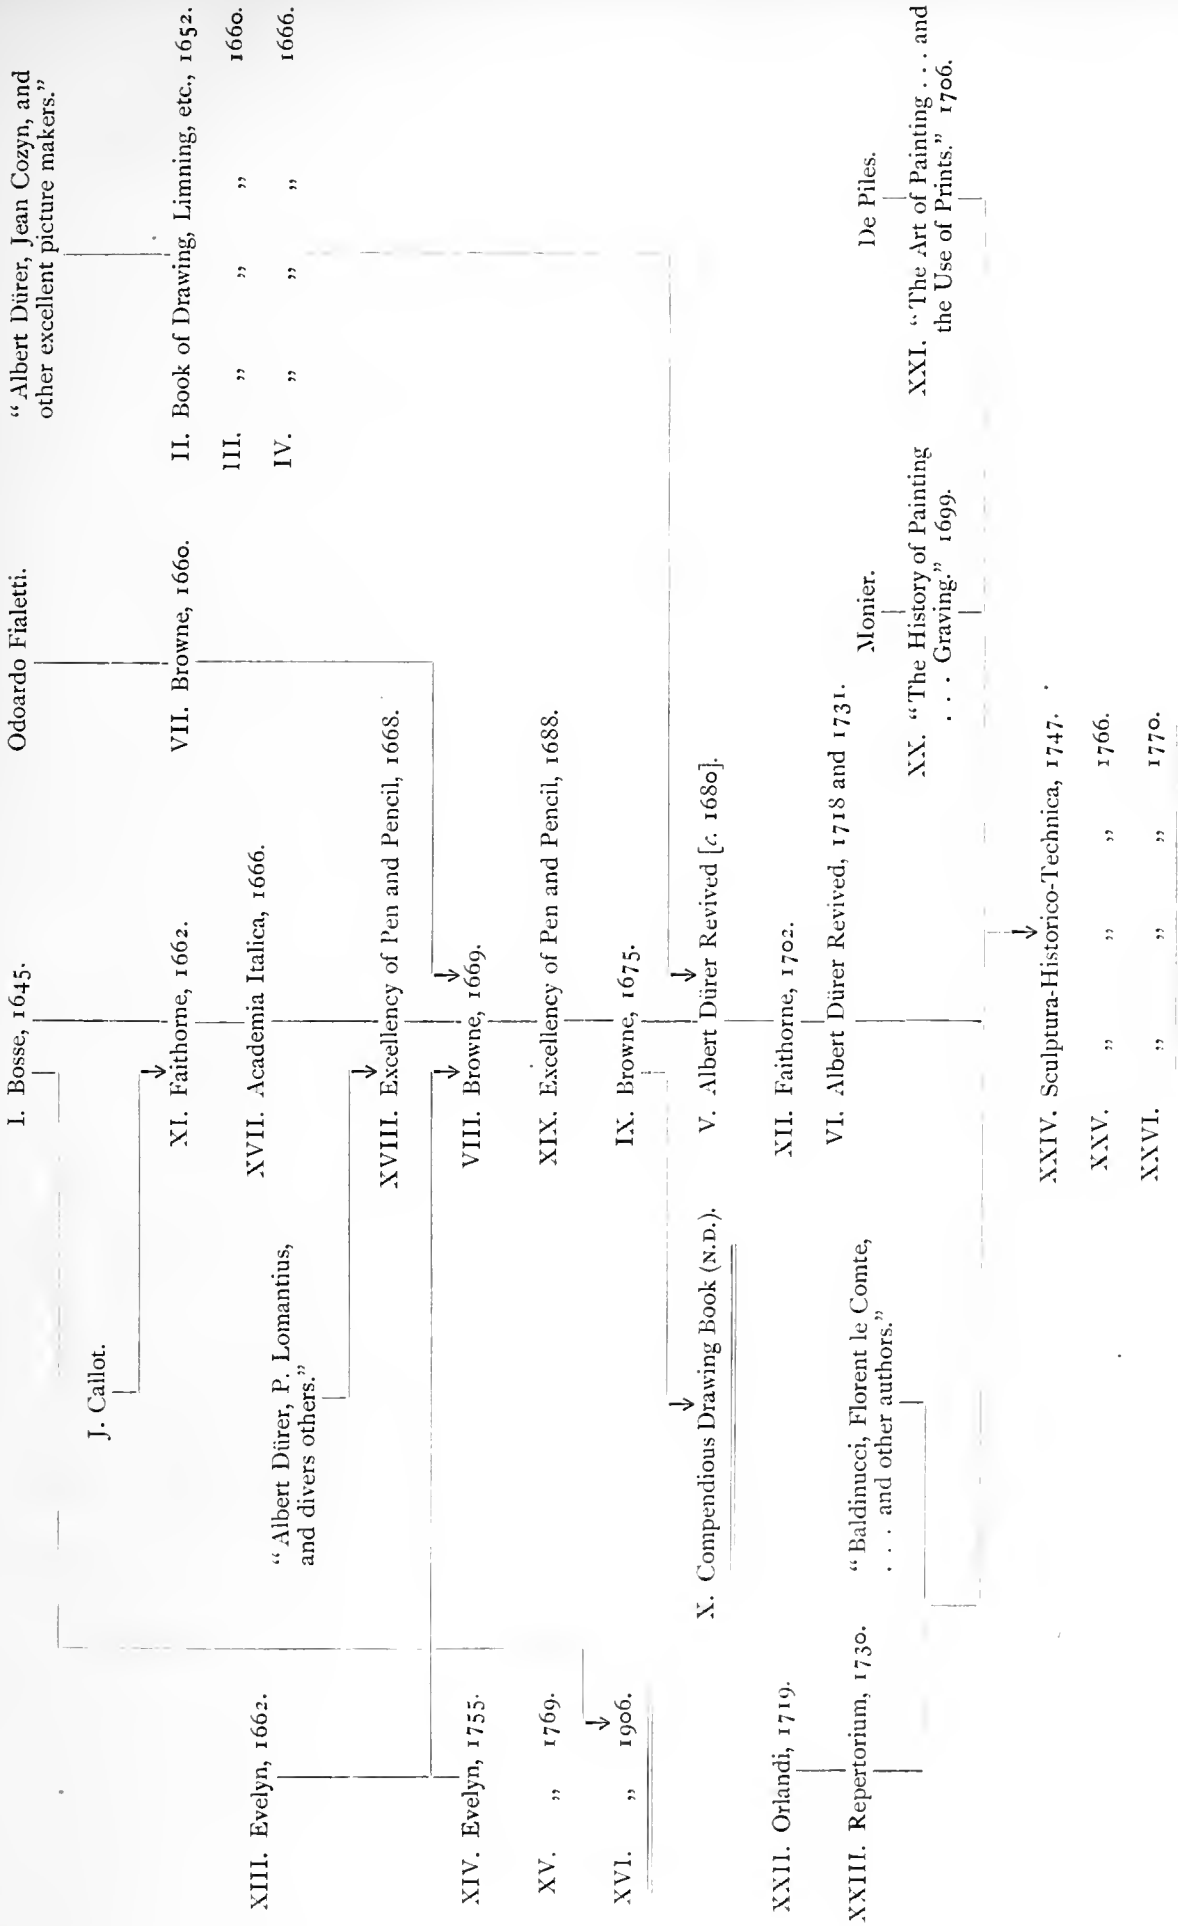 I. Bosse, 1645.
Odoardo Fialetti.
“Albert Dürer, Jean Cozyn, and
other excellent picture makers.”
J. Callot.
XI. Faithorne, 1662.
VII. Browne, 1660.
II. Book of Drawing, Limning, etc., 1652.
III. ” ” ” 1660.
IV. ” ” ” 1666.
XIII. Evelyn, 1662.
“Albert Dürer, P. Lomantius,
and divers others.”
XVII. Academia Italica, 1666.
XVIII. Excellency of Pen and Pencil, 1668.
XIV. Evelyn, 1755.
VIII. Browne, 1669.
XV. ” 1769.
XIX. Excellency of Pen and Pencil, 1688.
XVI. ” 1906.
IX. Browne, 1675.
X. Compendious Drawing Book (N.D.).
V. Albert Dürer Revived [c. 1680].
XXII. Orlandi, 1719.
XII. Faithorne, 1702.
XXIII. Repertorium, 1730.
“Baldinucci, Florent le Comte,
. . . and other authors.”
VI. Albert Dürer Revived, 1718 and 1731.
Monier.
De Piles.
XX. “The History of Painting
. . . Graving.” 1699.
XXI. “The Art of Painting . . . and
the Use of Prints.” 1706.
XXIV. Sculptura-Historico-Technica, 1747.
XXV. ” ” ” 1766.
XXVI. ” ” ” 1770.